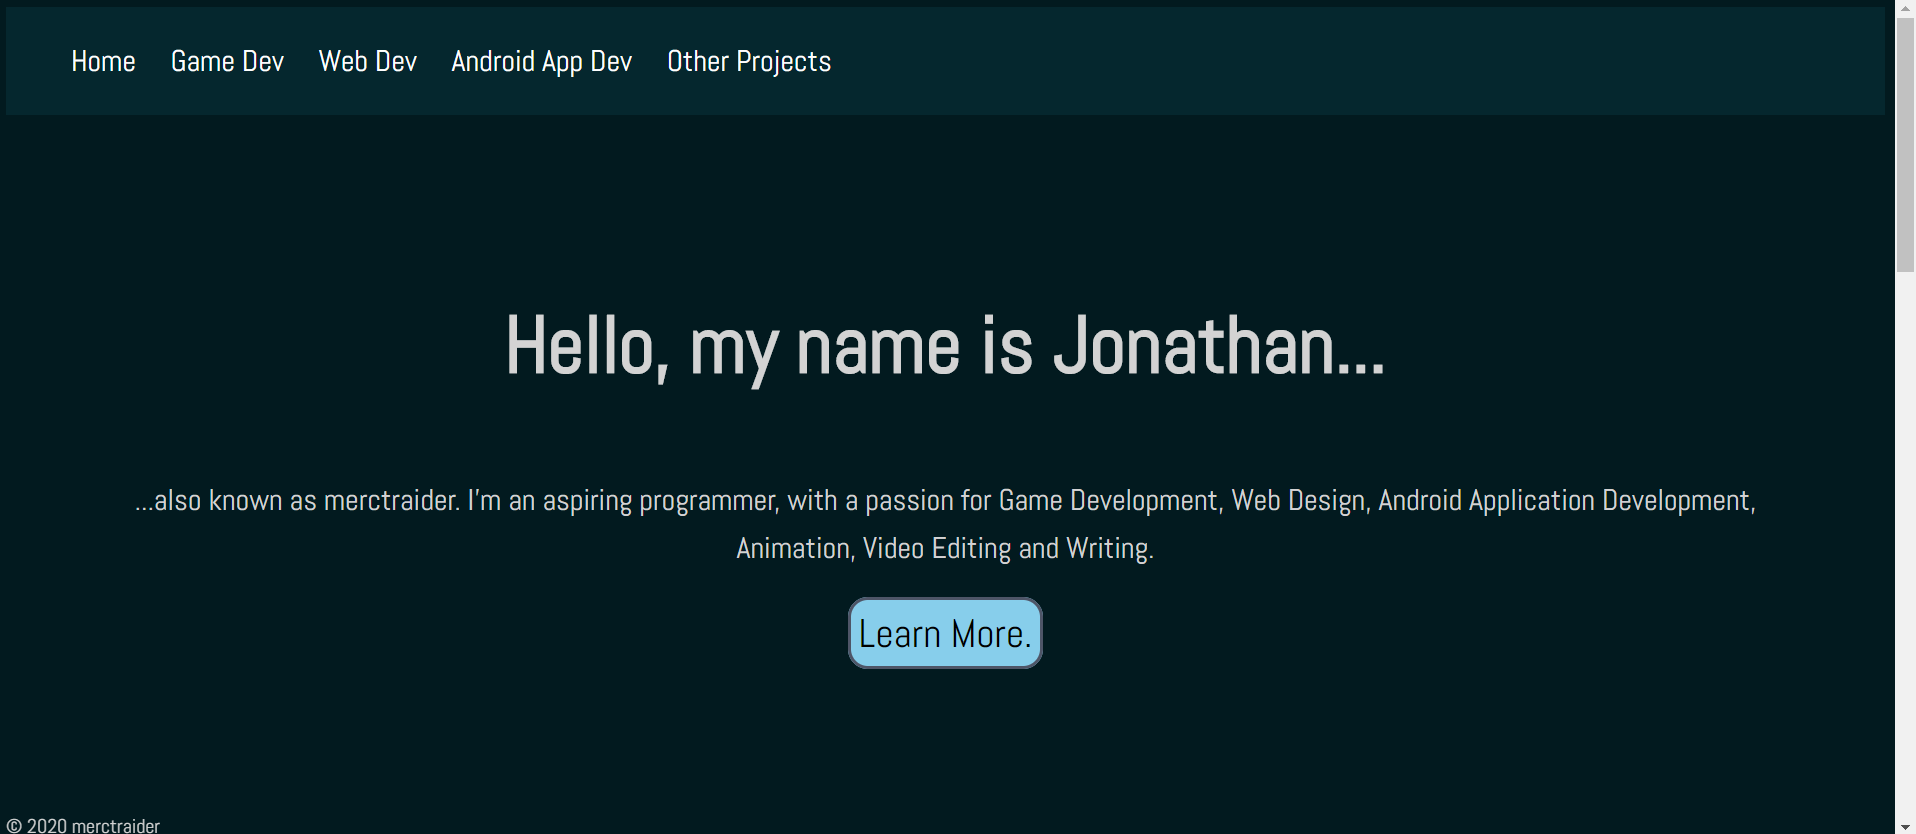 Home Game Dev Web Dev Android App Dev Other Projects
Hello, my name is Jonathan...
...also known as merctraider. I'm an aspiring programmer, with a passion for Game Development, Web Design, Android Application Development,
Animation, Video Editing and Writing.
Learn More.
© 2020 merctraider